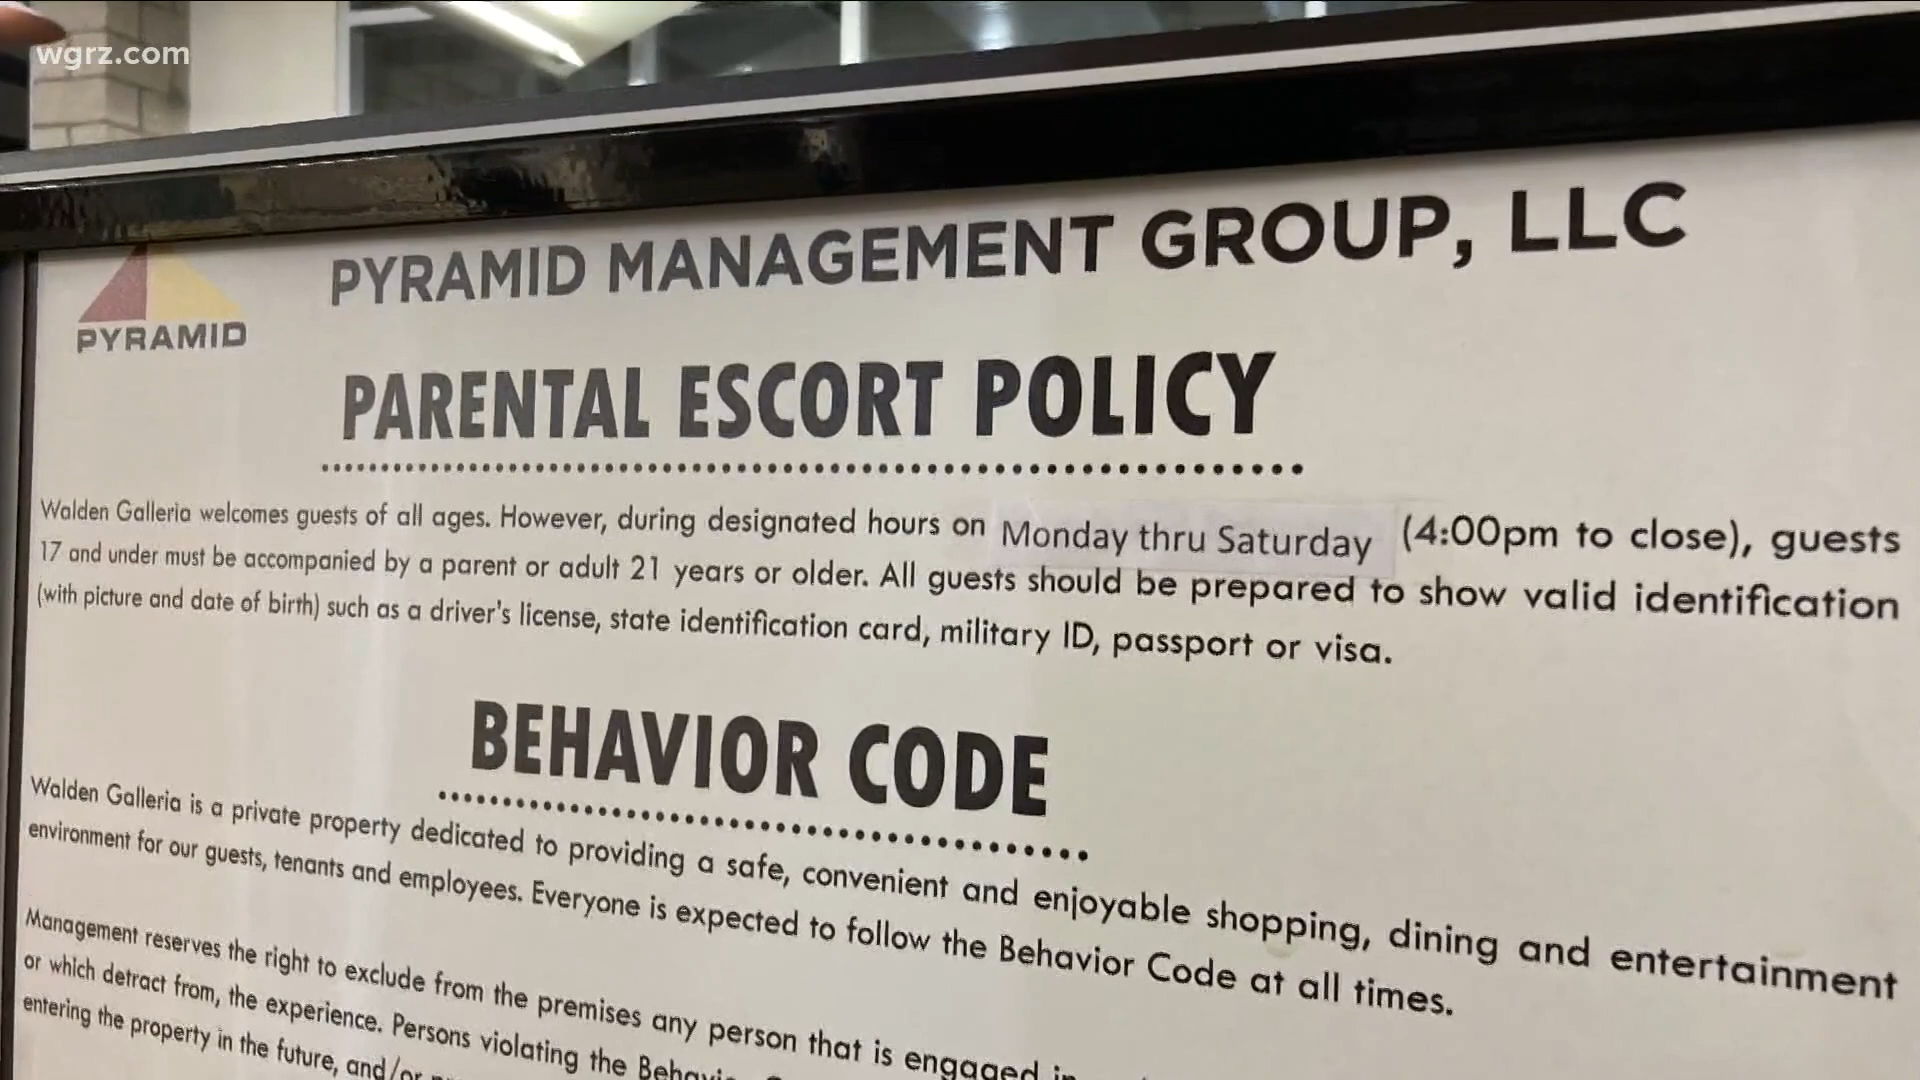 wgrz.com
PYRAMID MANAGEMENT GROUP, LLC
PYRAMID
PARENTAL ESCORT POLICY
Walden Galleria welcomes guests of all ages. However, during designated hours on Monday thru Saturday (4:00pm to close), guests
17 and under must be accompanied by a parent or adult 21 years or older. All guests should be prepared to show valid identification
(with picture and date of birth) such as a driver's license, state identification card, military ID, passport or visa.
BEHAVIOR CODE
Walden Galleria is a private property dedicated to providing a safe, convenient and enjoyable shopping, dining and entertainment
environment for our guests, tenants and employees. Everyone is expected to follow the Behavior Code at all times.
Management reserves the right to exclude from the premises any person that is engaged in
or which detract from, the experience. Persons violating the
entering the property in the future, and/or